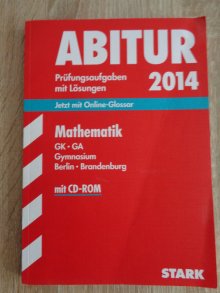 ABITUR
Prüfungsaufgaben
mit Lösungen
2014
Jetzt mit Online-Glossar
Mathematik
GK • GA
Gymnasium
Berlin • Brandenburg
mit CD-ROM
STARK